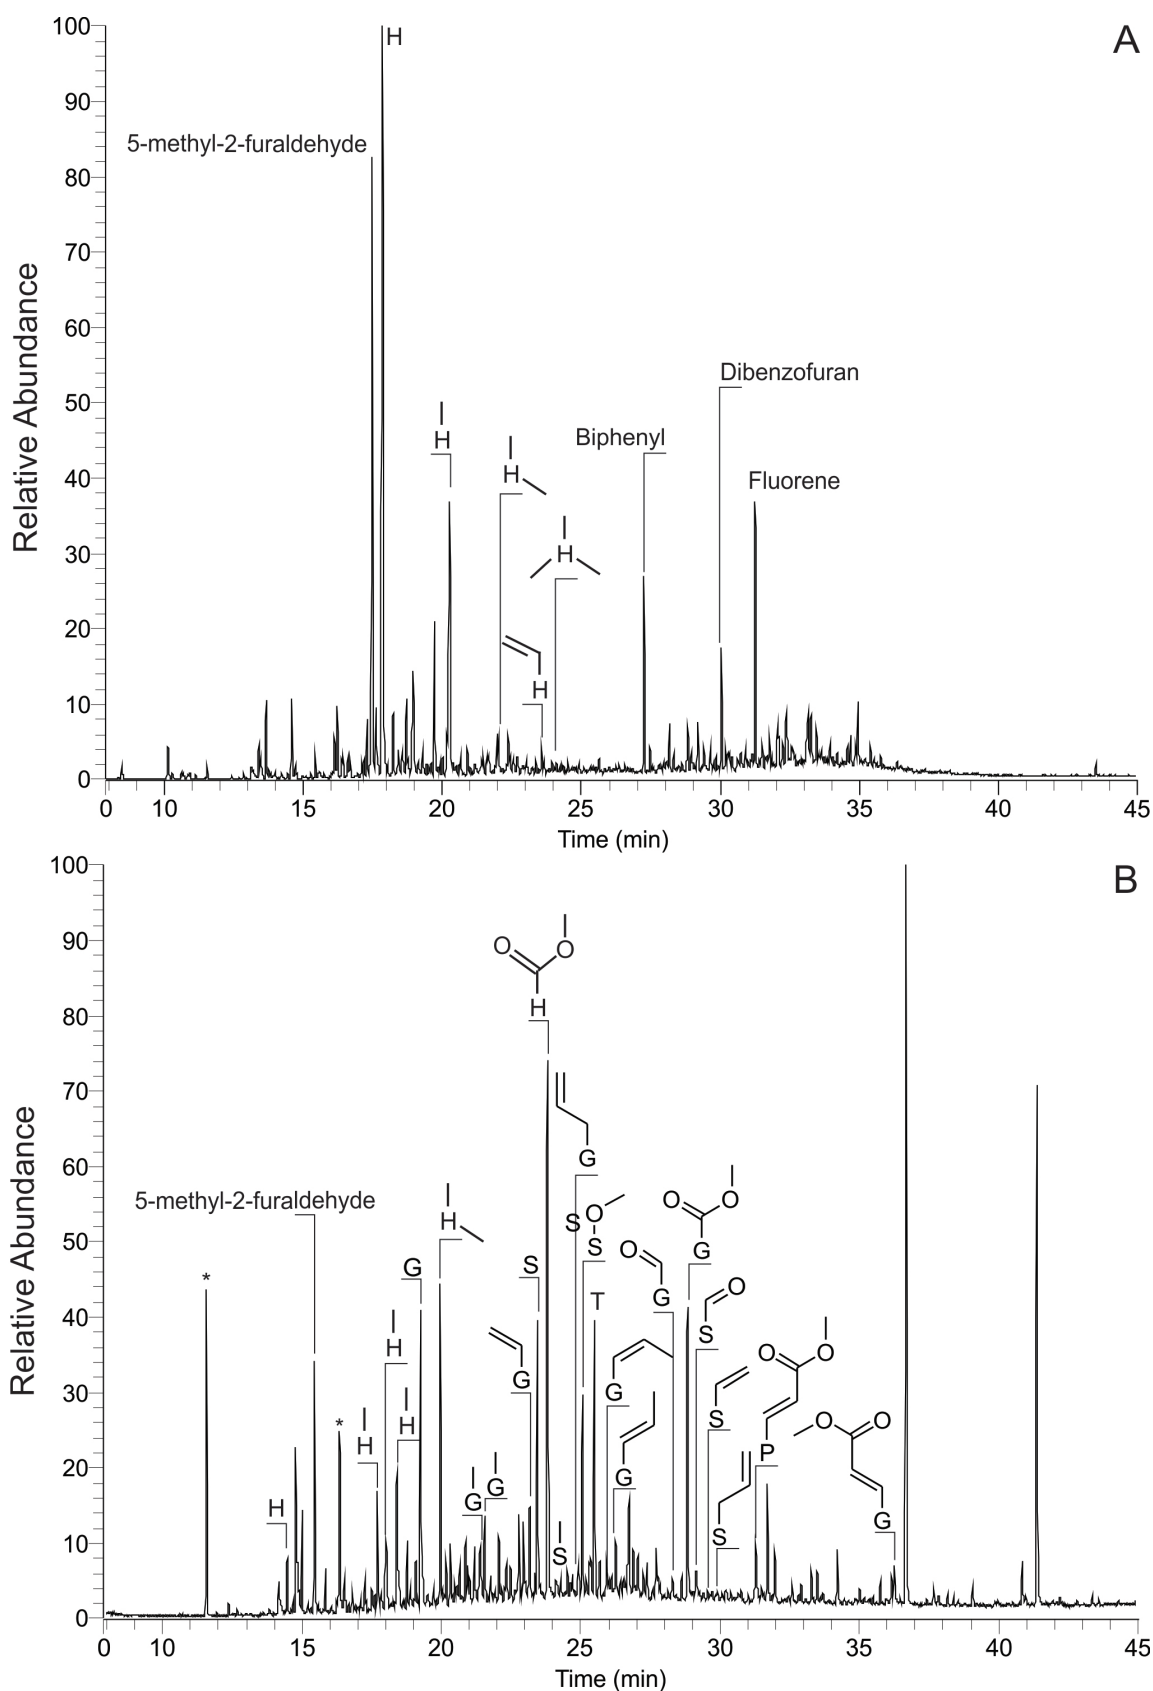 A
100
90
80
70
60
50
40
30
20
10
0
Relative Abundance
H
5-methyl-2-furaldehyde
Dibenzofuran
H
Biphenyl
H
Fluorene
H
H
0 10 15 20 25 30 35 40 45
Time (min)
B
100
90
80
70
60
50
40
30
20
10
0
Relative Abundance
O O
H
G
5-methyl-2-furaldehyde
H
O O
S O
S
G
O
*
G
S
G
T
O
S
H
G
H
G
S
O O
O O
*
H
G
P
H
G
G
S
G
S
0 10 15 20 25 30 35 40 45
Time (min)